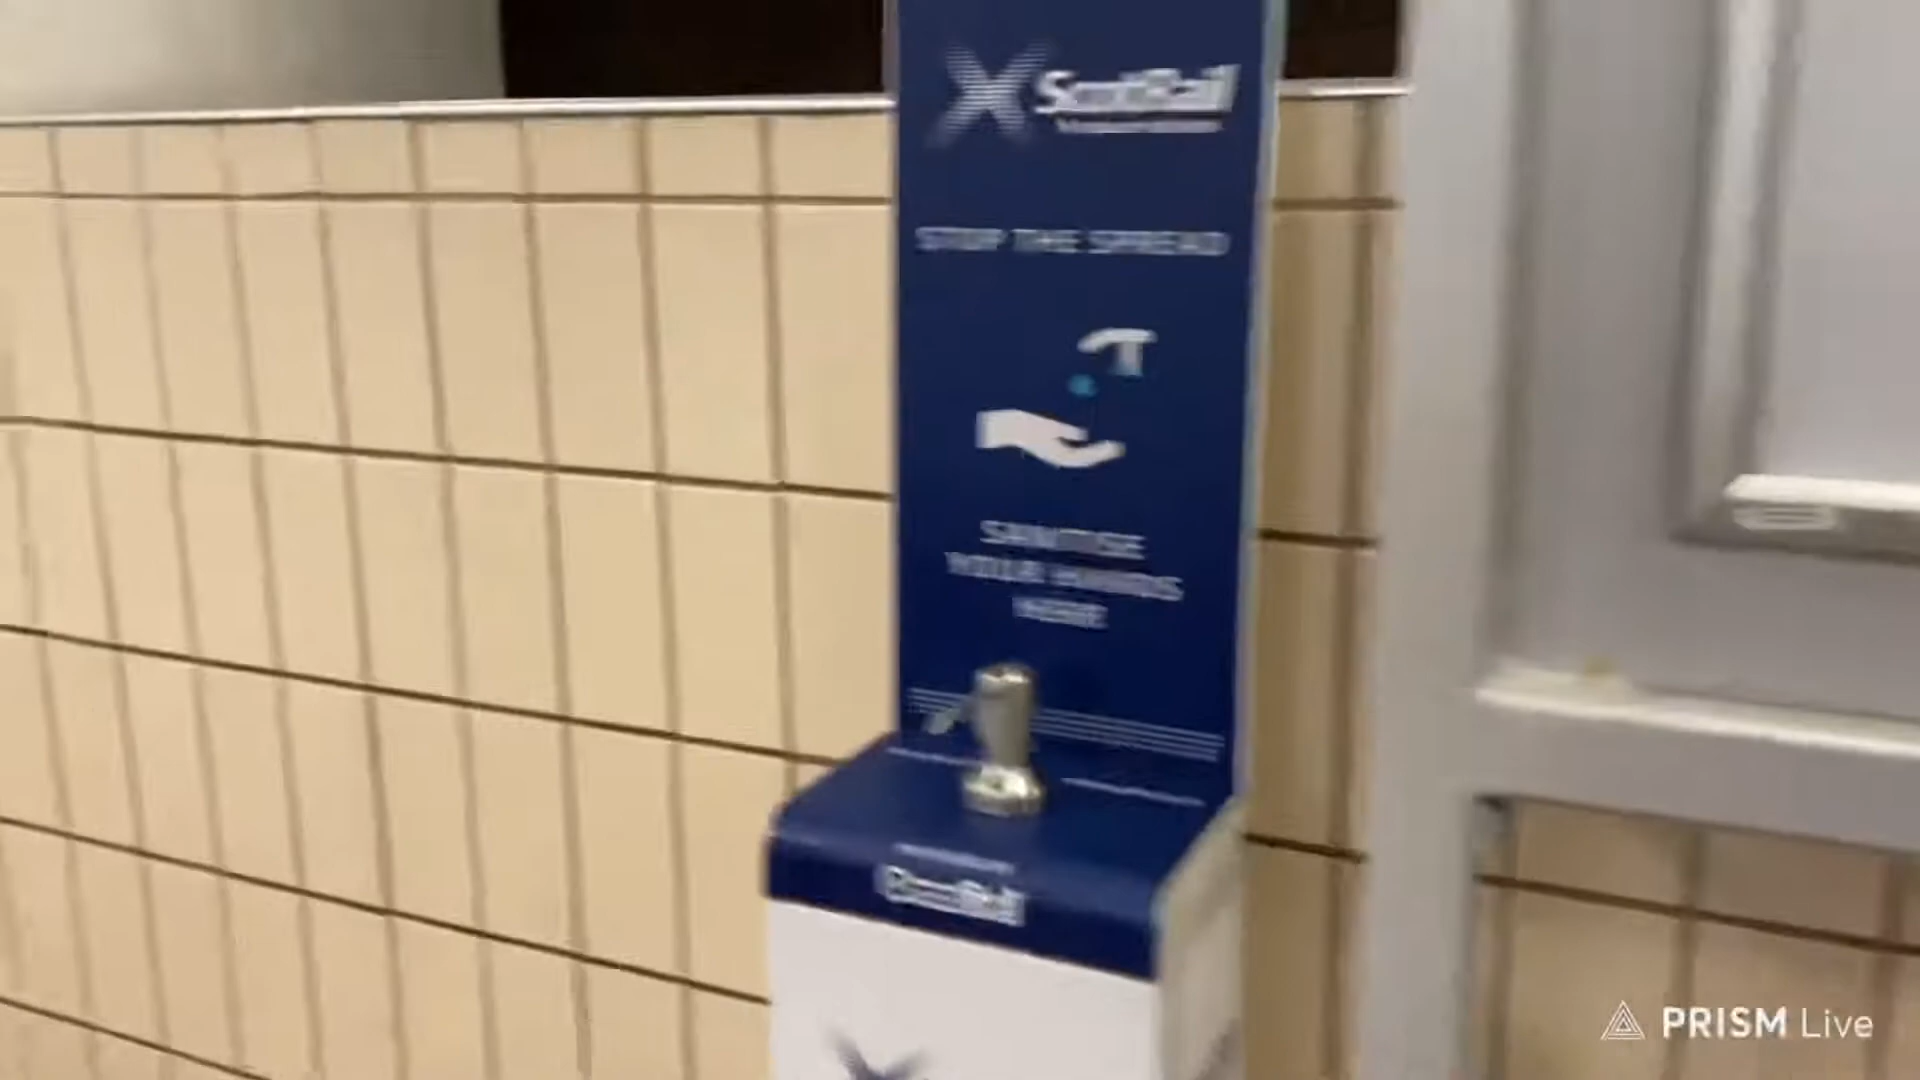 ScotRail
STOP THE SPREAD
SANITISE
YOUR HANDS
HERE
ScotRail
PRISM Live